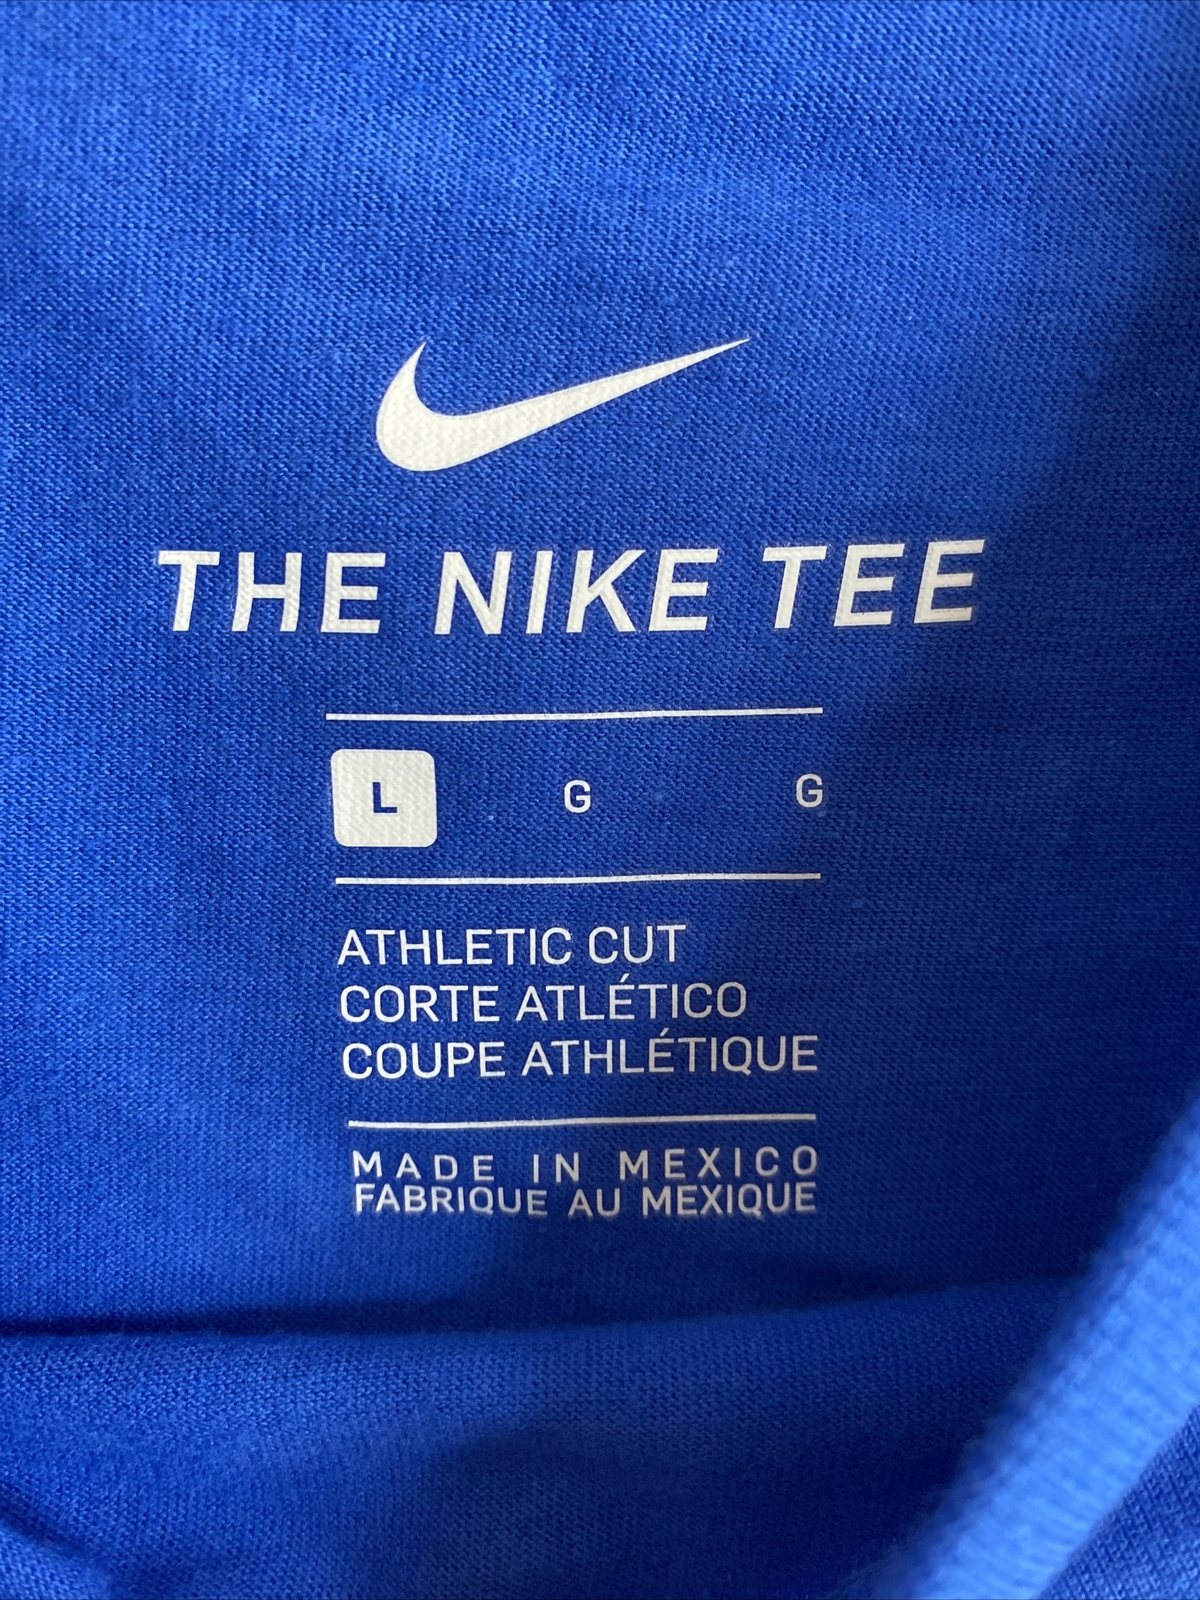 THE NIKE TEE
L G G
ATHLETIC CUT
CORTE ATLÉTICO
COUPE ATHLÉTIQUE
MADE IN MEXICO
FABRIQUE AU MEXIQUE